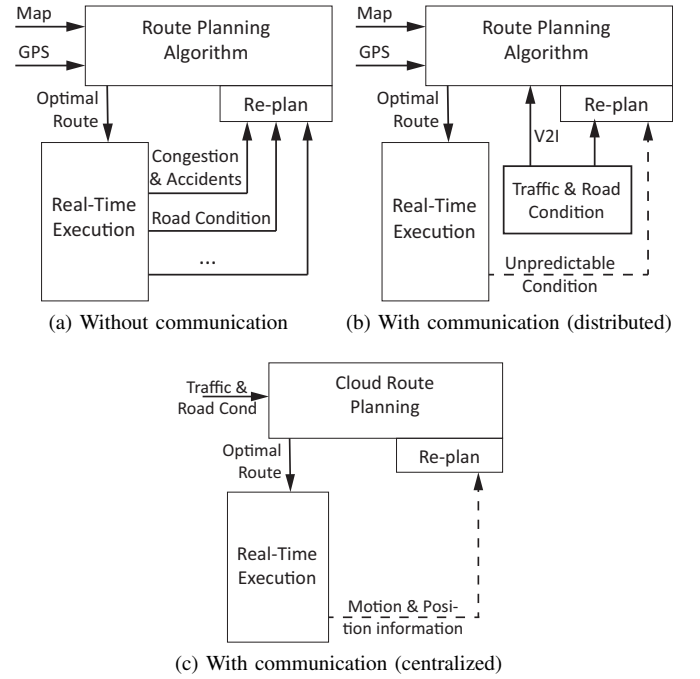 Map
GPS
Route Planning
Algorithm
Optimal
Route
Re-plan
Real-Time
Execution
Congestion
& Accidents
Road Condition
...
(a) Without communication
Map
GPS
Route Planning
Algorithm
Optimal
Route
Re-plan
V2I
Traffic & Road
Condition
Real-Time
Execution
Unpredictable
Condition
(b) With communication (distributed)
Traffic &
Road Cond
Cloud Route
Planning
Optimal
Route
Re-plan
Real-Time
Execution
Motion & Posi-
tion information
(c) With communication (centralized)